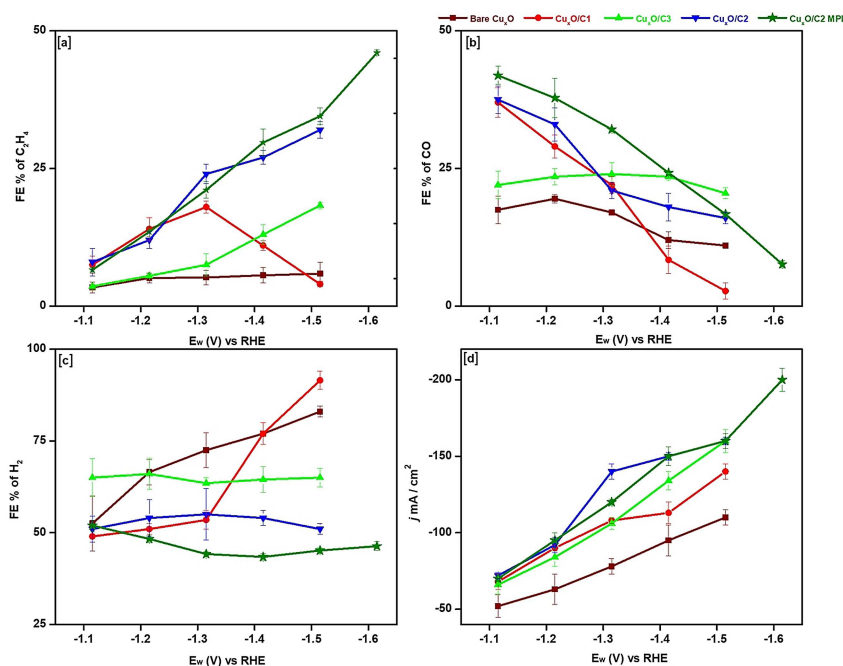 Bare CuₓO CuₓO/C1 CuₓO/C3 CuₓO/C2 CuₓO/C2 MPL
[a]
50
25
0
FE % of C₂H₄
-1.1 -1.2 -1.3 -1.4 -1.5 -1.6
Ew (V) vs RHE
[b]
50
25
0
FE % of CO
-1.1 -1.2 -1.3 -1.4 -1.5 -1.6
Ew (V) vs RHE
[c]
100
75
50
25
FE % of H₂
-1.1 -1.2 -1.3 -1.4 -1.5 -1.6
Ew (V) vs RHE
[d]
-200
-150
-100
-50
j mA / cm²
-1.1 -1.2 -1.3 -1.4 -1.5 -1.6
Ew (V) vs RHE